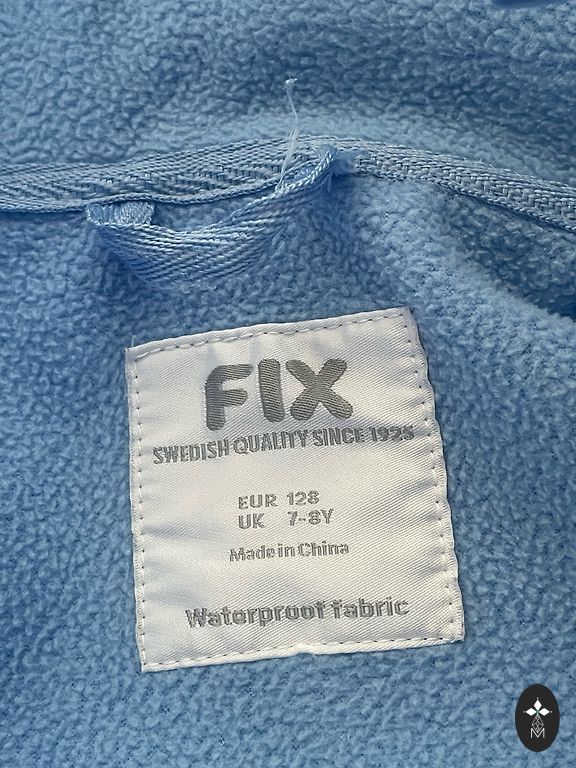 FIX
SWEDISH QUALITY SINCE 1925
EUR 128
UK 7-8Y
Made in China
Waterproof fabric
M